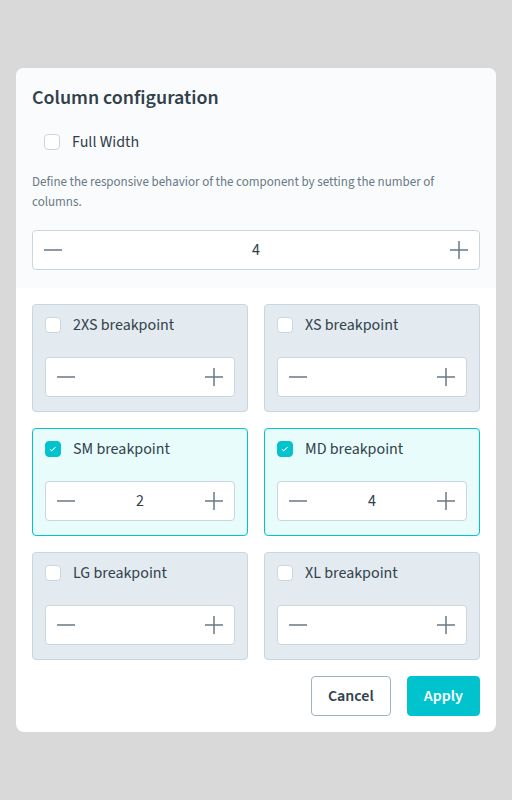 Column configuration
Full Width
Define the responsive behavior of the component by setting the number of
columns.
4
2XS breakpoint
XS breakpoint
SM breakpoint
MD breakpoint
2
4
LG breakpoint
XL breakpoint
Cancel
Apply